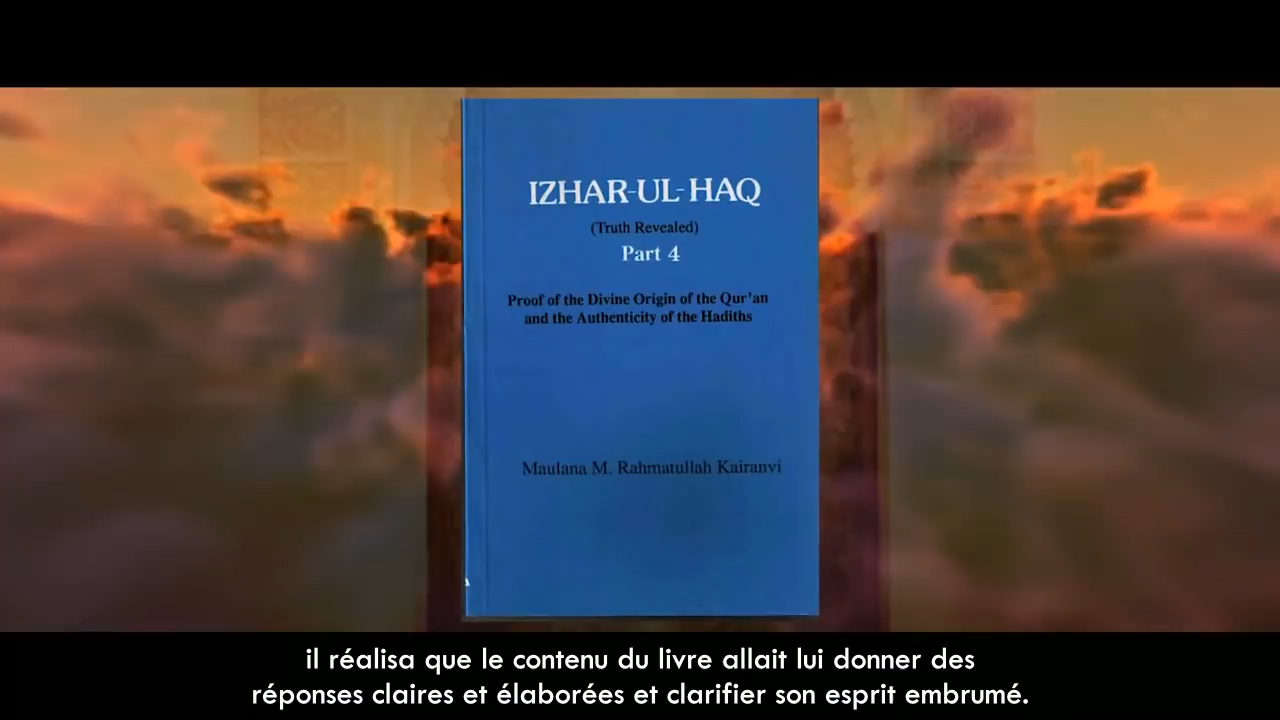 IZHAR-UL-HAQ
(Truth Revealed)
Part 4
Proof of the Divine Origin of the Qur'an
and the Authenticity of the Hadiths
Maulana M. Rahmatullah Kairanvi
il réalisa que le contenu du livre allait lui donner des
réponses claires et élaborées et clarifier son esprit embrumé.